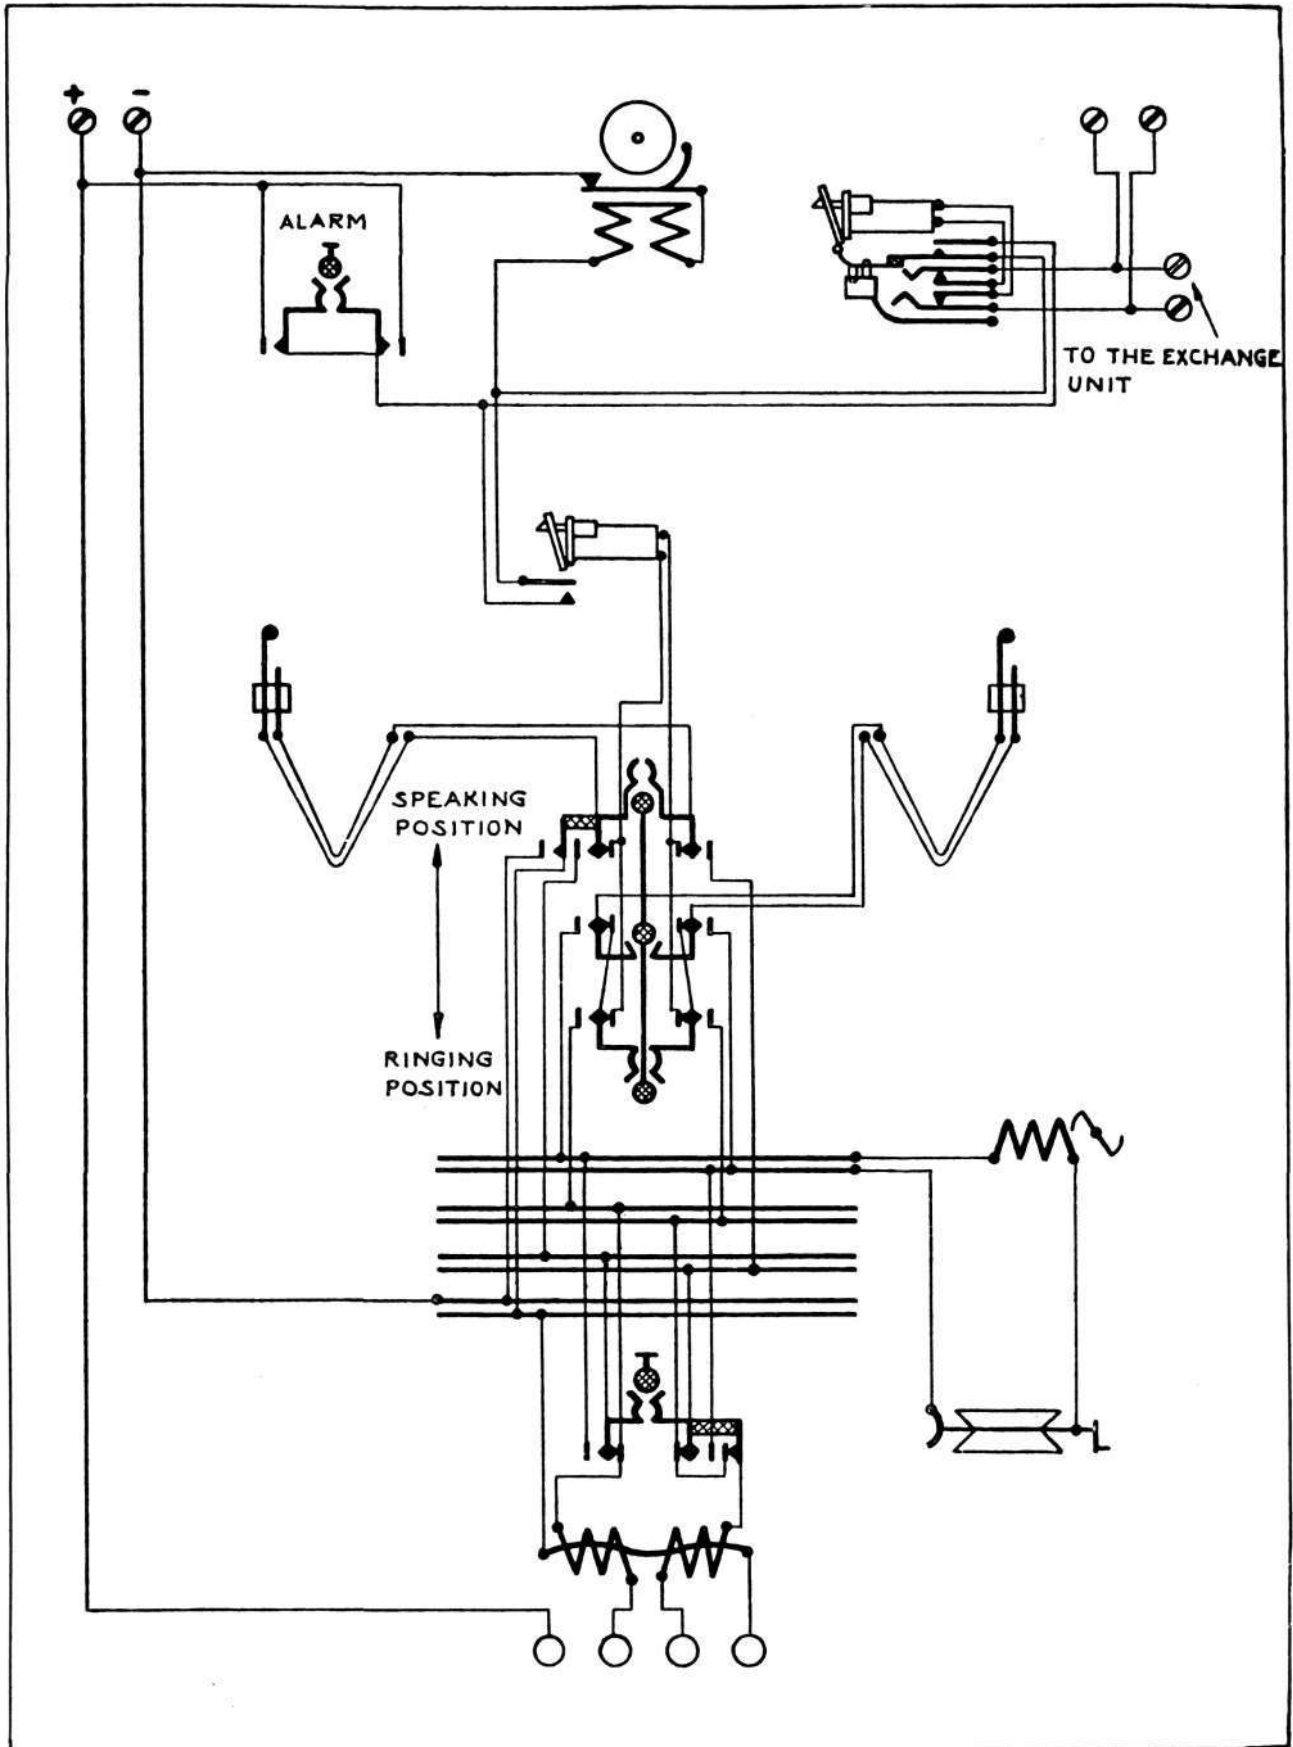 + -
ALARM
TO THE EXCHANGE
UNIT
SPEAKING
POSITION
RINGING
POSITION